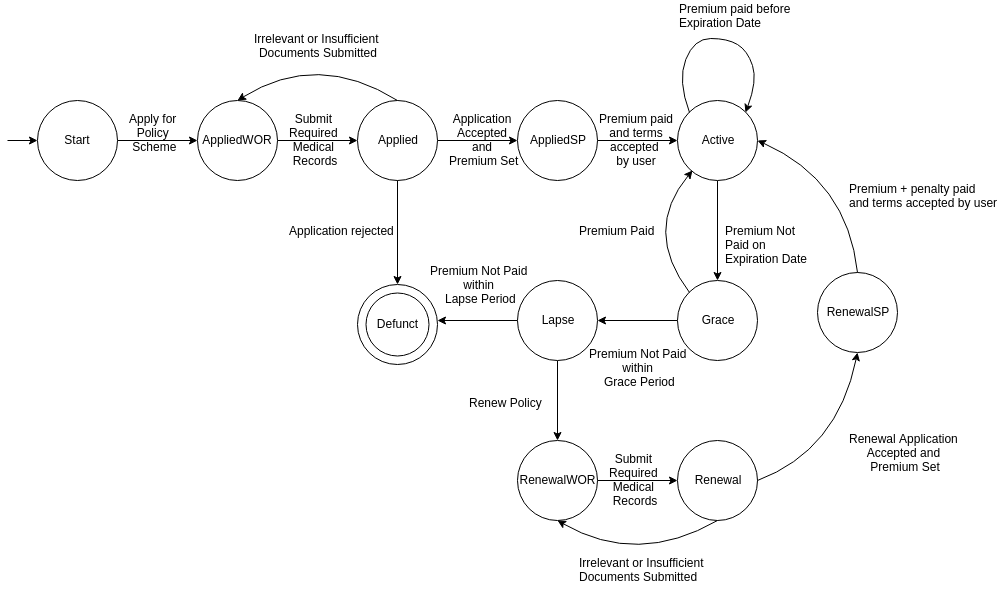 Premium paid before
Expiration Date
Irrelevant or Insufficient
Documents Submitted
Start
Apply for
Policy
Scheme
AppliedWOR
Submit
Required
Medical
Records
Applied
Application
Accepted
and
Premium Set
AppliedSP
Premium paid
and terms
accepted
by user
Active
Premium + penalty paid
and terms accepted by user
Application rejected
Premium Paid
Premium Not
Paid on
Expiration Date
Premium Not Paid
within
Lapse Period
Defunct
Lapse
Grace
RenewalSP
Premium Not Paid
within
Grace Period
Renew Policy
Renewal Application
Accepted and
Premium Set
RenewalWOR
Submit
Required
Medical
Records
Renewal
Irrelevant or Insufficient
Documents Submitted